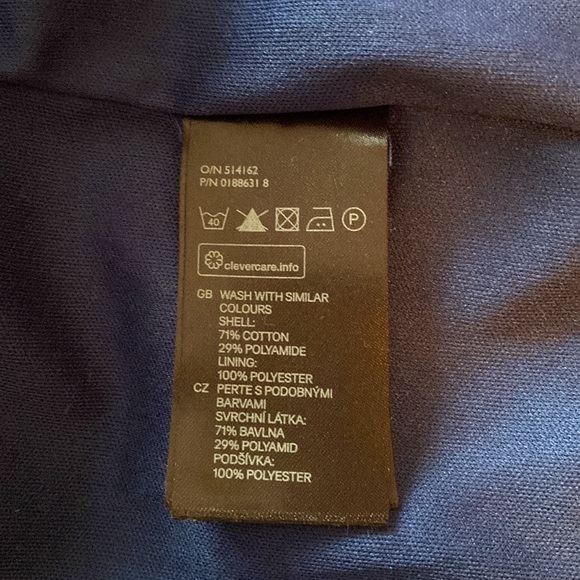 O/N 514162
P/N 0188631 8
40 P
clevercare.info
GB WASH WITH SIMILAR
COLOURS
SHELL:
71% COTTON
29% POLYAMIDE
LINING:
100% POLYESTER
CZ PERTE S PODOBNÝMI
BARVAMI
SVRCHNÍ LÁTKA:
71% BAVLNA
29% POLYAMID
PODŠÍVKA:
100% POLYESTER